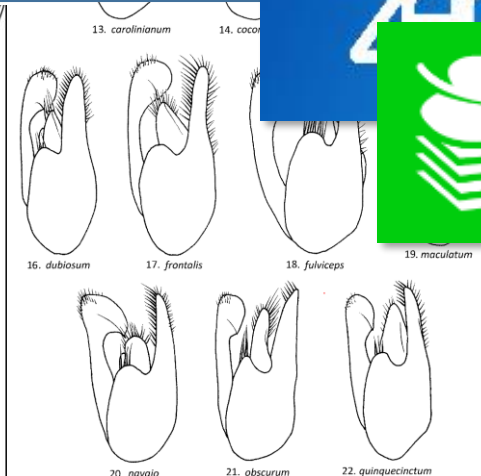 13. carolinianum 14. cocor
16. dubiosum 17. frontalis 18. fulviceps 19. maculatum
20. navajo 21. obscurum 22. quinquecinctum